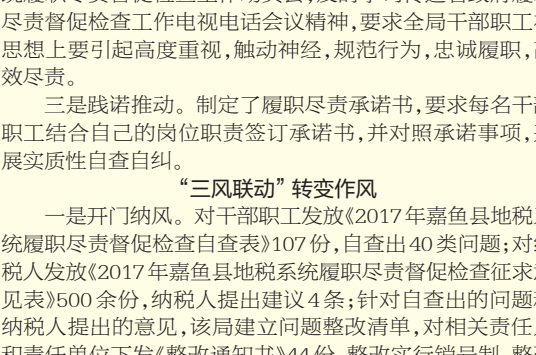 尽责督促检查工作电视电话会议精神,要求全局干部职工
思想上要引起高度重视,触动神经,规范行为,忠诚履职,
效尽责。
三是践诺推动。制定了履职尽责承诺书,要求每名干
职工结合自己的岗位职责签订承诺书,并对照承诺事项,
展实质性自查自纠。
“三风联动” 转变作风
一是开门纳风。对干部职工发放《2017年嘉鱼县地税
统履职尽责督促检查自查表》107份,自查出40类问题;对
税人发放《2017年嘉鱼县地税系统履职尽责督促检查征求
见表》500余份,纳税人提出建议4条;针对自查出的问题
纳税人提出的意见,该局建立问题整改清单,对相关责任
和责任单位下发《整改通知书》44份,整改实行销号制,整